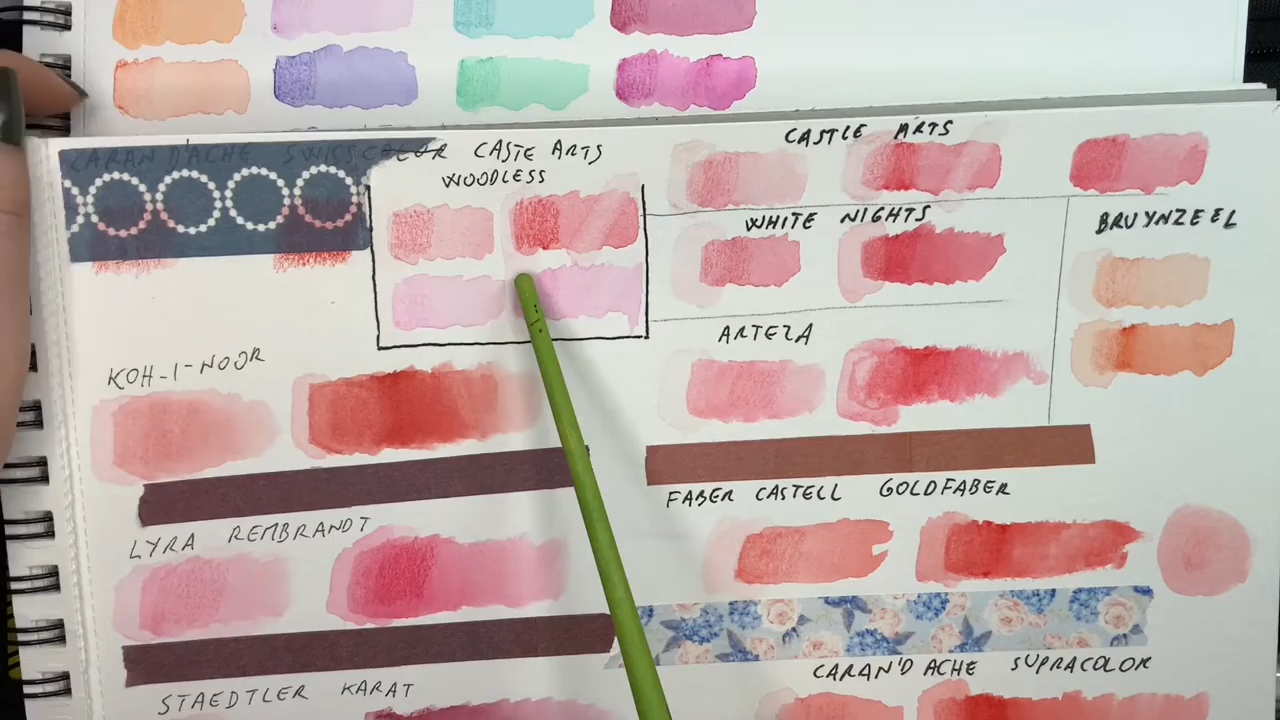 CARAN D'ACHE SWISSCOLOR
CASTE ARTS
WOODLESS
CASTLE ARTS
WHITE NIGHTS
BRUYNZEEL
ARTEZA
KOH-I-NOOR
FABER CASTELL GOLDFABER
LYRA REMBRANDT
CARAN'D ACHE SUPRACOLOR
STAEDTLER KARAT